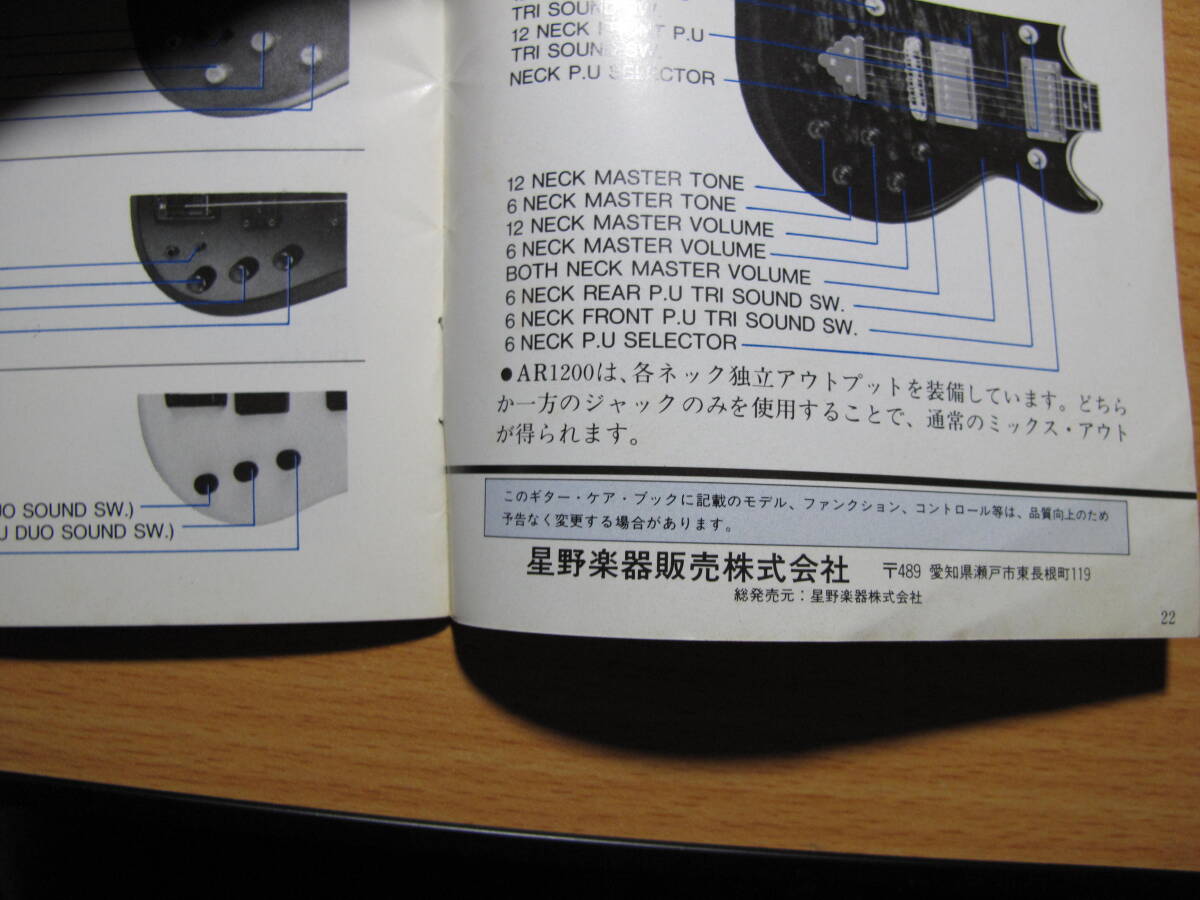 UO SOUND SW.)
U DUO SOUND SW.)
TRI SOUND SW.
12 NECK P.U
TRI SOUND SW.
NECK P.U SELECTOR
12 NECK MASTER TONE
6 NECK MASTER TONE
12 NECK MASTER VOLUME
6 NECK MASTER VOLUME
BOTH NECK MASTER VOLUME
6 NECK REAR P.U TRI SOUND SW.
6 NECK FRONT P.U TRI SOUND SW.
6 NECK P.U SELECTOR
●AR1200は、各ネック独立アウトプットを装備しています。どちら
か一方のジャックのみを使用することで、通常のミックス・アウト
が得られます。
このギター・ケア・ブックに記載のモデル、ファンクション、コントロール等は、品質向上のため
予告なく変更する場合があります。
星野楽器販売株式会社 〒489 愛知県瀬戸市東長根町119
総発売元:星野楽器株式会社
22